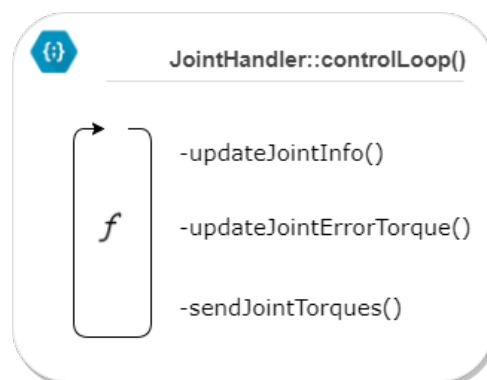 {;}
JointHandler::controlLoop()
-updateJointInfo()
f
-updateJointErrorTorque()
-sendJointTorques()